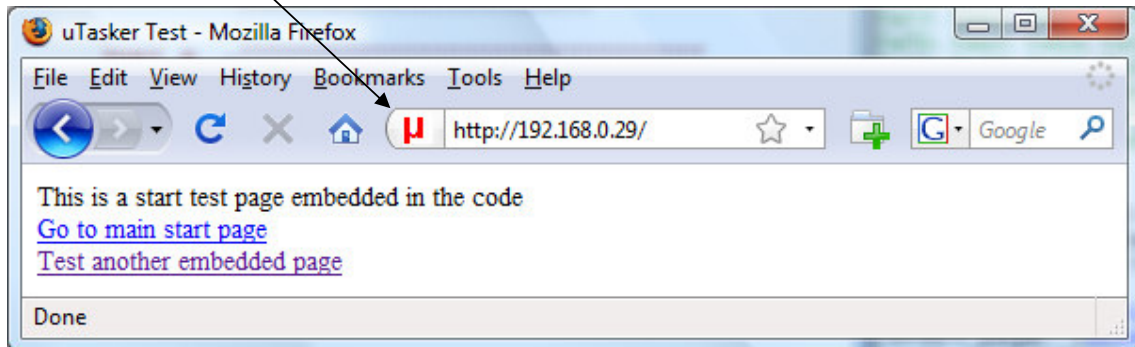 uTasker Test - Mozilla Firefox
File Edit View History Bookmarks Tools Help
µ http://192.168.0.29/ G Google
This is a start test page embedded in the code
Go to main start page
Test another embedded page
Done